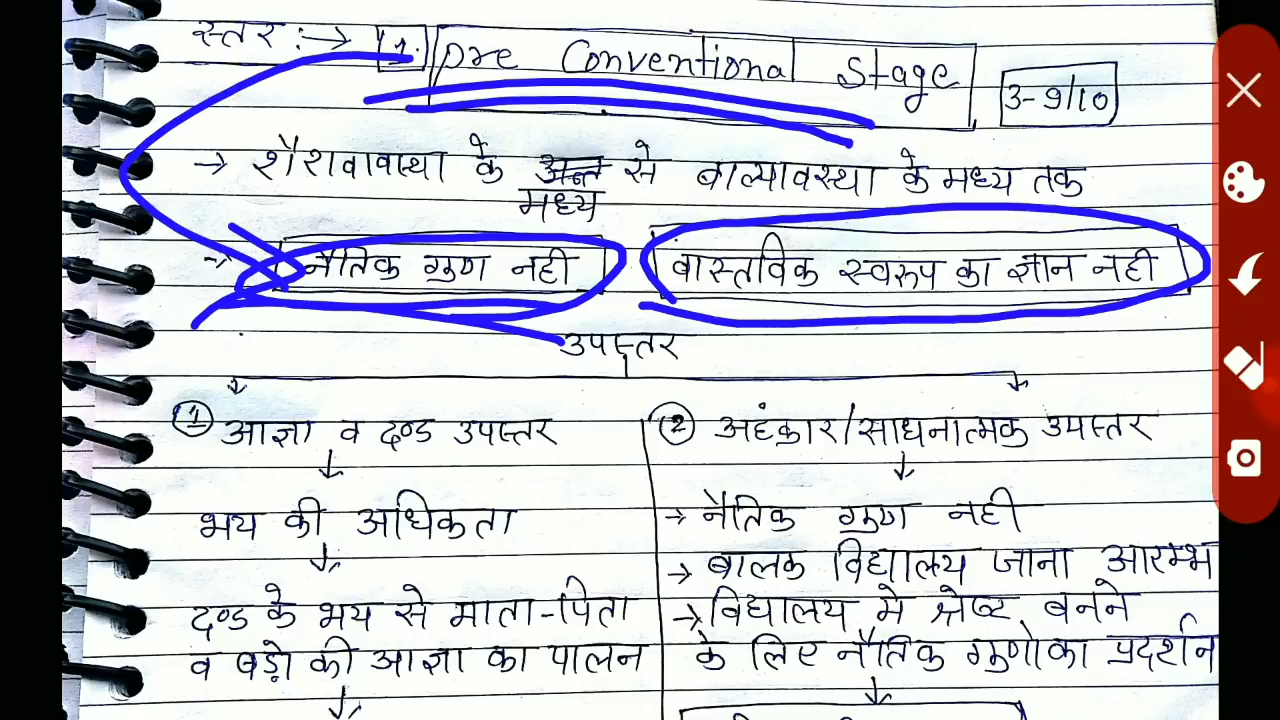 स्तर :→ 1. pre Conventional Stage 3-9/10
→ शैशवावस्था के अन्त से बाल्यावस्था के मध्य तक
मध्य
→ नैतिक गुण नही वास्तविक स्वरुप का ज्ञान नही
उपस्तर
① आज्ञा व दण्ड उपस्तर
↓
भय की अधिकता
↓
दण्ड के भय से माता-पिता
व बड़ो की आज्ञा का पालन
↓
② अहंकार/साधनात्मक उपस्तर
↓
→ नैतिक गुण नही
→ बालक विद्यालय जाना आरम्भ
→ विद्यालय मे श्रेष्ट बनने
के लिए नैतिक गुणो का प्रदर्शन
↓